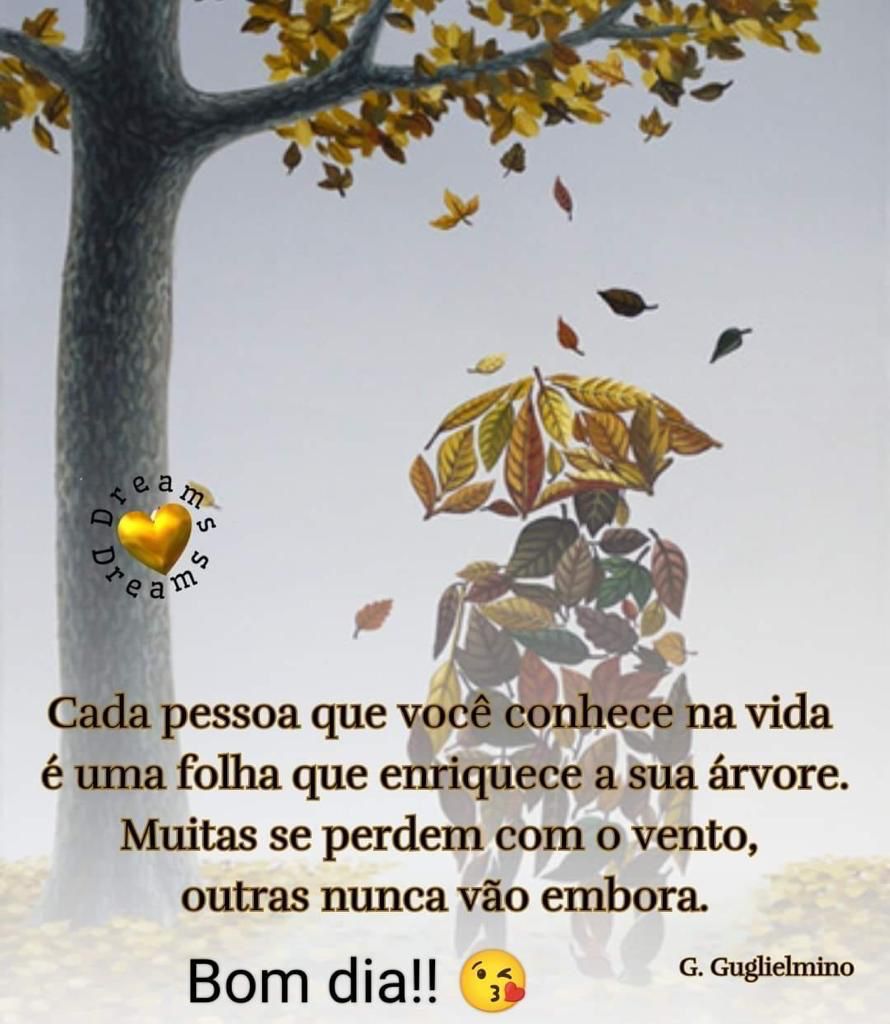 Dreams
Dreams
Cada pessoa que você conhece na vida
é uma folha que enriquece a sua árvore.
Muitas se perdem com o vento,
outras nunca vão embora.
G. Guglielmino
Bom dia!! 😘